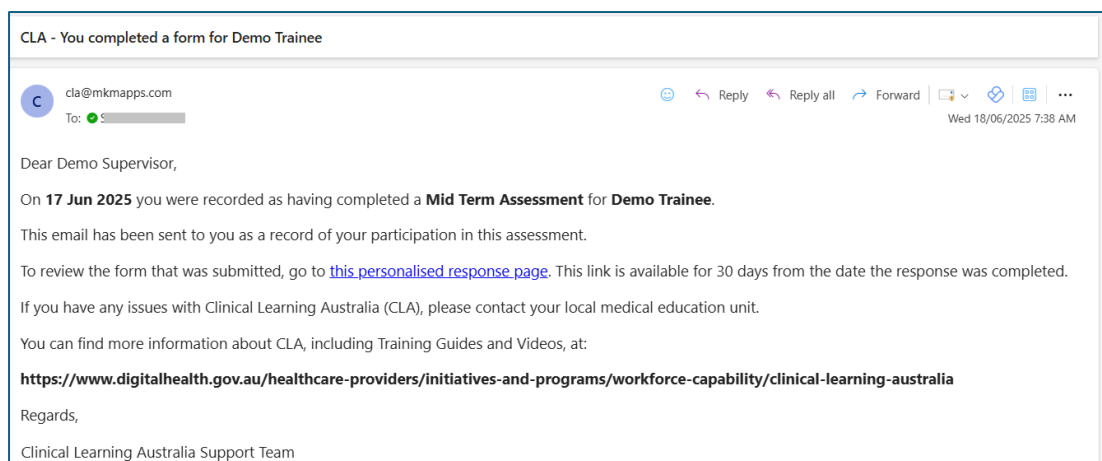 CLA - You completed a form for Demo Trainee
C
cla@mkmapps.com
Reply Reply all Forward
To: S
Wed 18/06/2025 7:38 AM
Dear Demo Supervisor,
On 17 Jun 2025 you were recorded as having completed a Mid Term Assessment for Demo Trainee.
This email has been sent to you as a record of your participation in this assessment.
To review the form that was submitted, go to this personalised response page. This link is available for 30 days from the date the response was completed.
If you have any issues with Clinical Learning Australia (CLA), please contact your local medical education unit.
You can find more information about CLA, including Training Guides and Videos, at:
https://www.digitalhealth.gov.au/healthcare-providers/initiatives-and-programs/workforce-capability/clinical-learning-australia
Regards,
Clinical Learning Australia Support Team